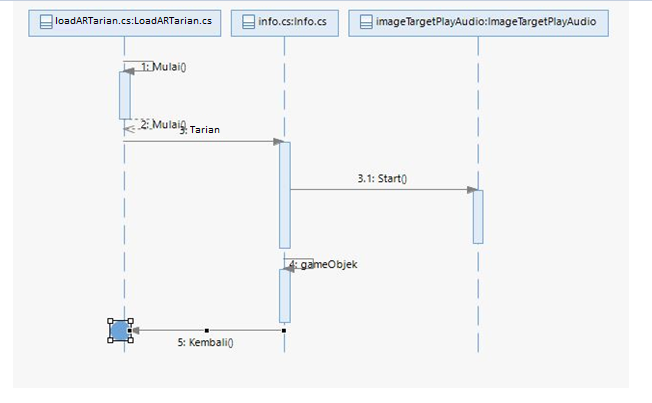 loadARTarian.cs:LoadARTarian.cs
info.cs:Info.cs
imageTargetPlayAudio:ImageTargetPlayAudio
1: Mulai()
2: Mulai()
3: Tarian
3.1: Start()
4: gameObjek
5: Kembali()